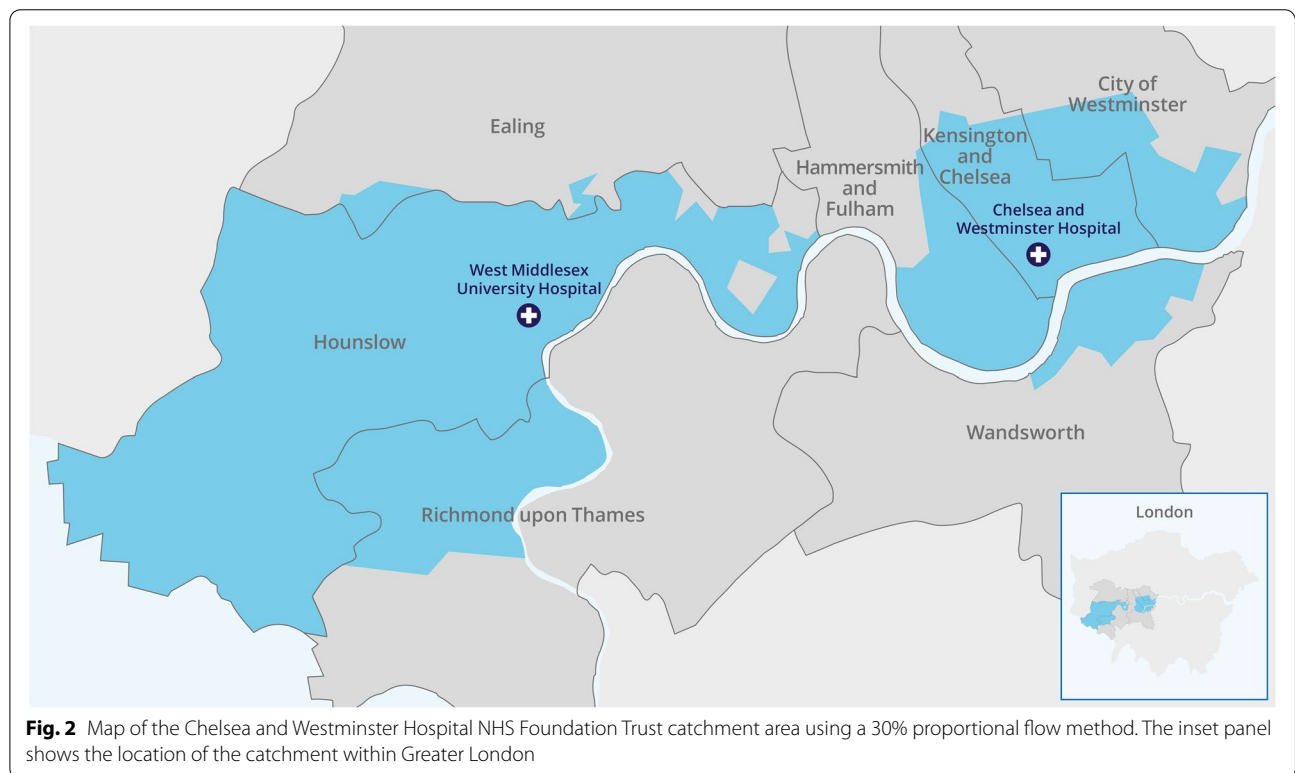 City of
Westminster
Ealing
Kensington
and
Chelsea
Hammersmith
and
Fulham
Chelsea and
Westminster Hospital
West Middlesex
University Hospital
Hounslow
Wandsworth
Richmond upon Thames
London
Fig. 2 Map of the Chelsea and Westminster Hospital NHS Foundation Trust catchment area using a 30% proportional flow method. The inset panel
shows the location of the catchment within Greater London